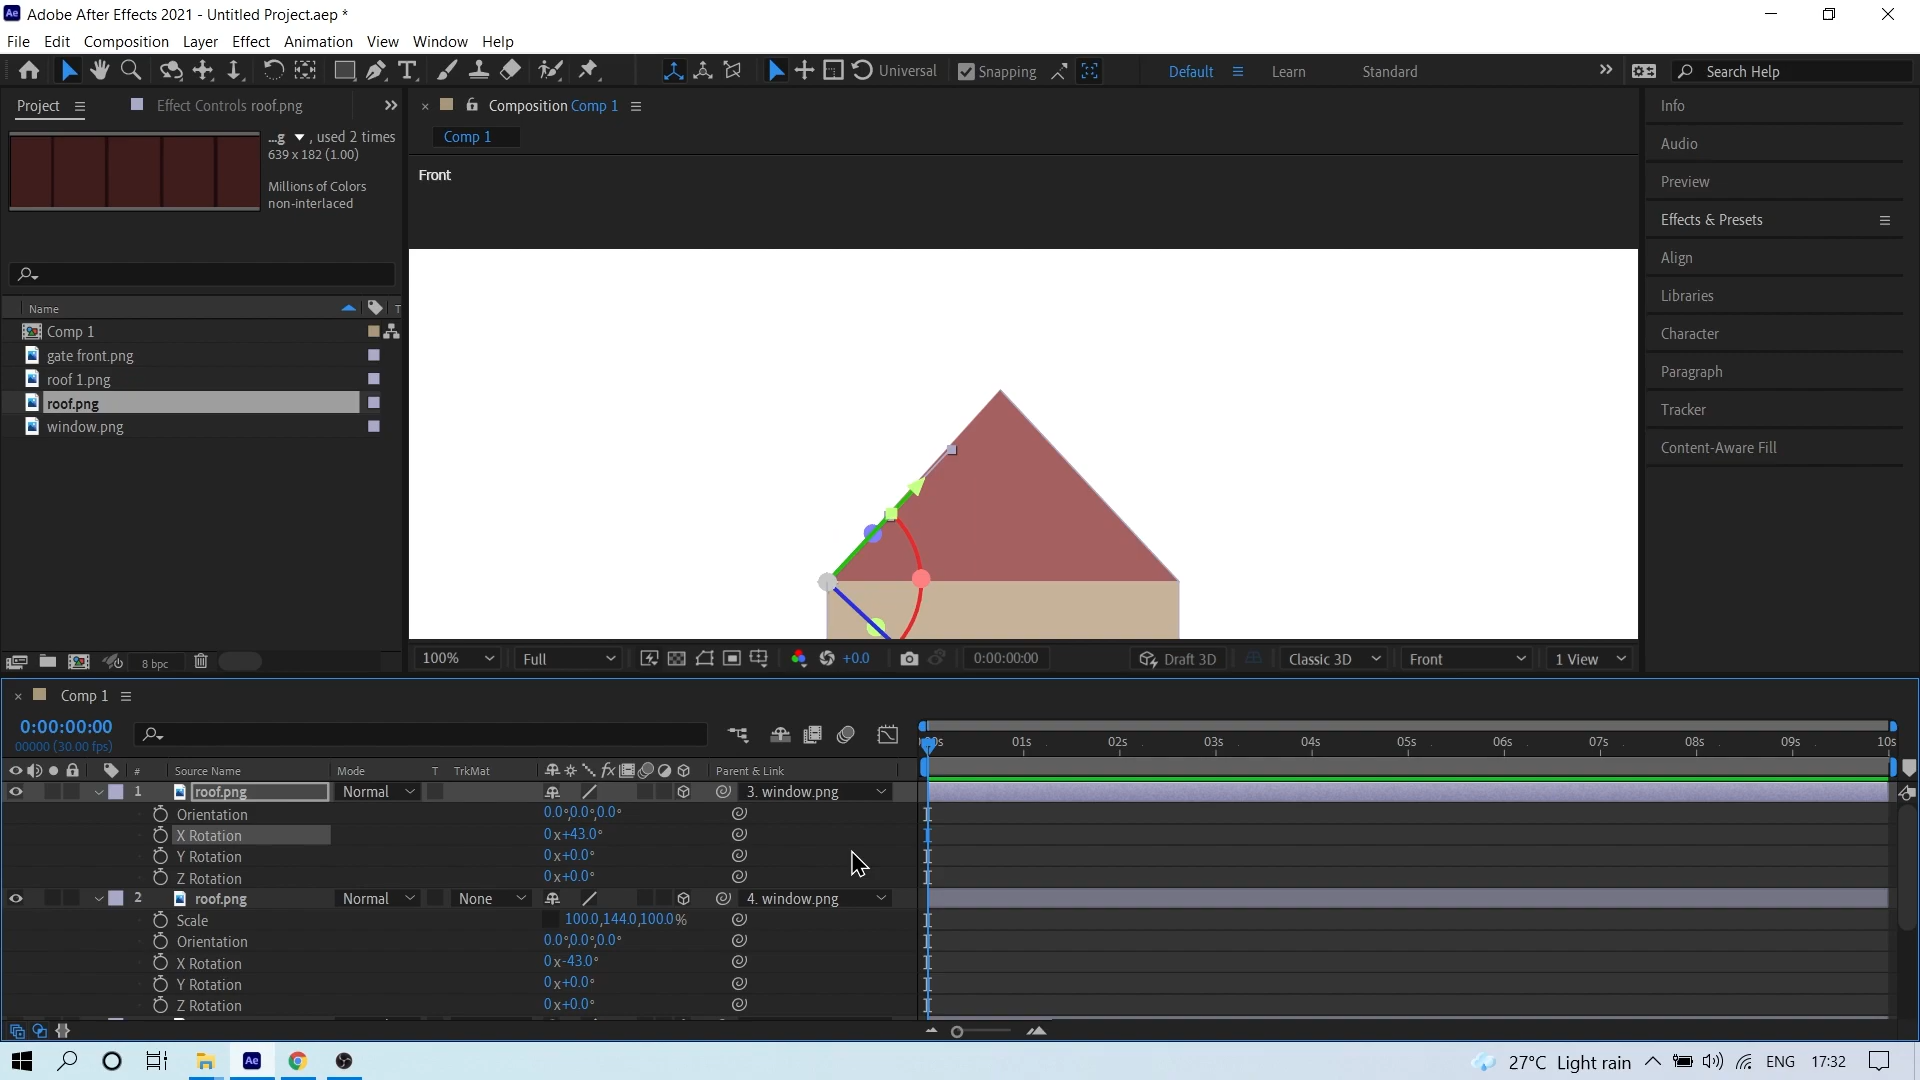 Adobe After Effects 2021 - Untitled Project.aep *
File Edit Composition Layer Effect Animation View Window Help
Universal Snapping Default Learn Standard Search Help
Project Effect Controls roof.png Composition Comp 1 Info
...g , used 2 times
639 x 182 (1.00)
Millions of Colors
non-interlaced
Comp 1
Front
Audio
Preview
Effects & Presets
Align
Libraries
Character
Paragraph
Tracker
Content-Aware Fill
Name T
Comp 1
gate front.png
roof 1.png
roof.png
window.png
8 bpc 100% Full +0.0 0:00:00:00 Draft 3D Classic 3D Front 1 View
Comp 1
0:00:00:00
00000 (30.00 fps)
01s 02s 03s 04s 05s 06s 07s 08s 09s 10s
# Source Name Mode T TrkMat fx Parent & Link
1 roof.png Normal 3. window.png
Orientation 0.0°,0.0°,0.0°
X Rotation 0x+43.0°
Y Rotation 0x+0.0°
Z Rotation 0x+0.0°
2 roof.png Normal None 4. window.png
Scale 100.0,144.0,100.0%
Orientation 0.0°,0.0°,0.0°
X Rotation 0x-43.0°
Y Rotation 0x+0.0°
Z Rotation 0x+0.0°
Ae 27°C Light rain ENG 17:32